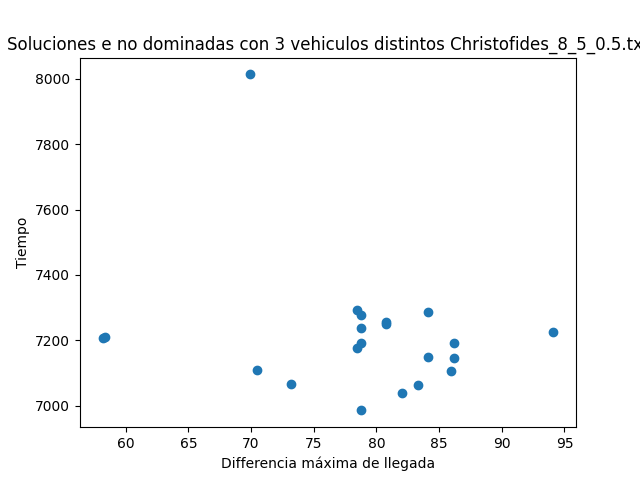 Soluciones e no dominadas con 3 vehiculos distintos Christofides_8_5_0.5.tx
8000
7800
7600
7400
7200
7000
Tiempo
60 65 70 75 80 85 90 95
Differencia máxima de llegada